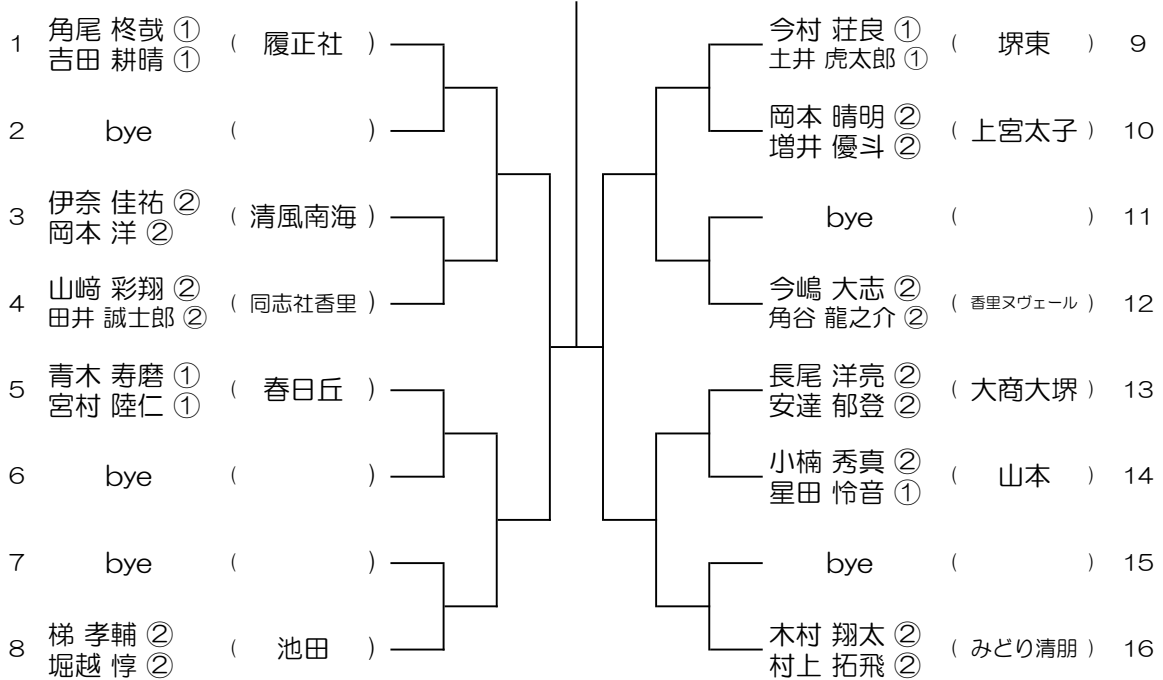 1 角尾 柊哉 ① ( 履正社 )
吉田 耕晴 ①
2 bye ( )
3 伊奈 佳祐 ② ( 清風南海 )
岡本 洋 ②
4 山﨑 彩翔 ② ( 同志社香里 )
田井 誠士郎 ②
5 青木 寿磨 ① ( 春日丘 )
宮村 陸仁 ①
6 bye ( )
7 bye ( )
8 梯 孝輔 ② ( 池田 )
堀越 惇 ②
今村 荘良 ① ( 堺東 ) 9
土井 虎太郎 ①
岡本 晴明 ② ( 上宮太子 ) 10
増井 優斗 ②
bye ( ) 11
今嶋 大志 ② ( 香里ヌヴェール ) 12
角谷 龍之介 ②
長尾 洋亮 ② ( 大商大堺 ) 13
安達 郁登 ②
小楠 秀真 ② ( 山本 ) 14
星田 怜音 ①
bye ( ) 15
木村 翔太 ② ( みどり清朋 ) 16
村上 拓飛 ②